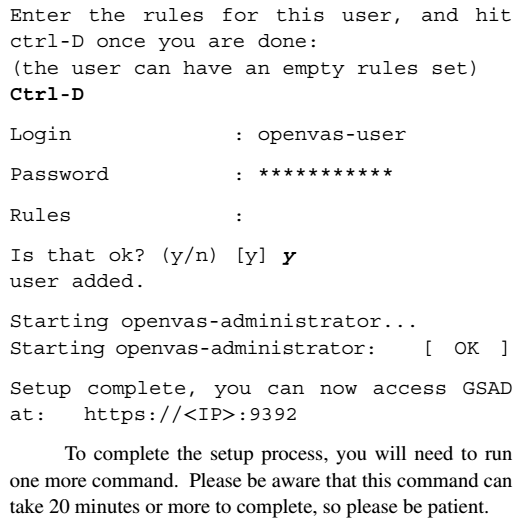 Enter the rules for this user, and hit
ctrl-D once you are done:
(the user can have an empty rules set)
Ctrl-D
Login : openvas-user
Password : ***********
Rules :
Is that ok? (y/n) [y] y
user added.
Starting openvas-administrator...
Starting openvas-administrator: [ OK ]
Setup complete, you can now access GSAD
at: https://<IP>:9392
To complete the setup process, you will need to run
one more command. Please be aware that this command can
take 20 minutes or more to complete, so please be patient.